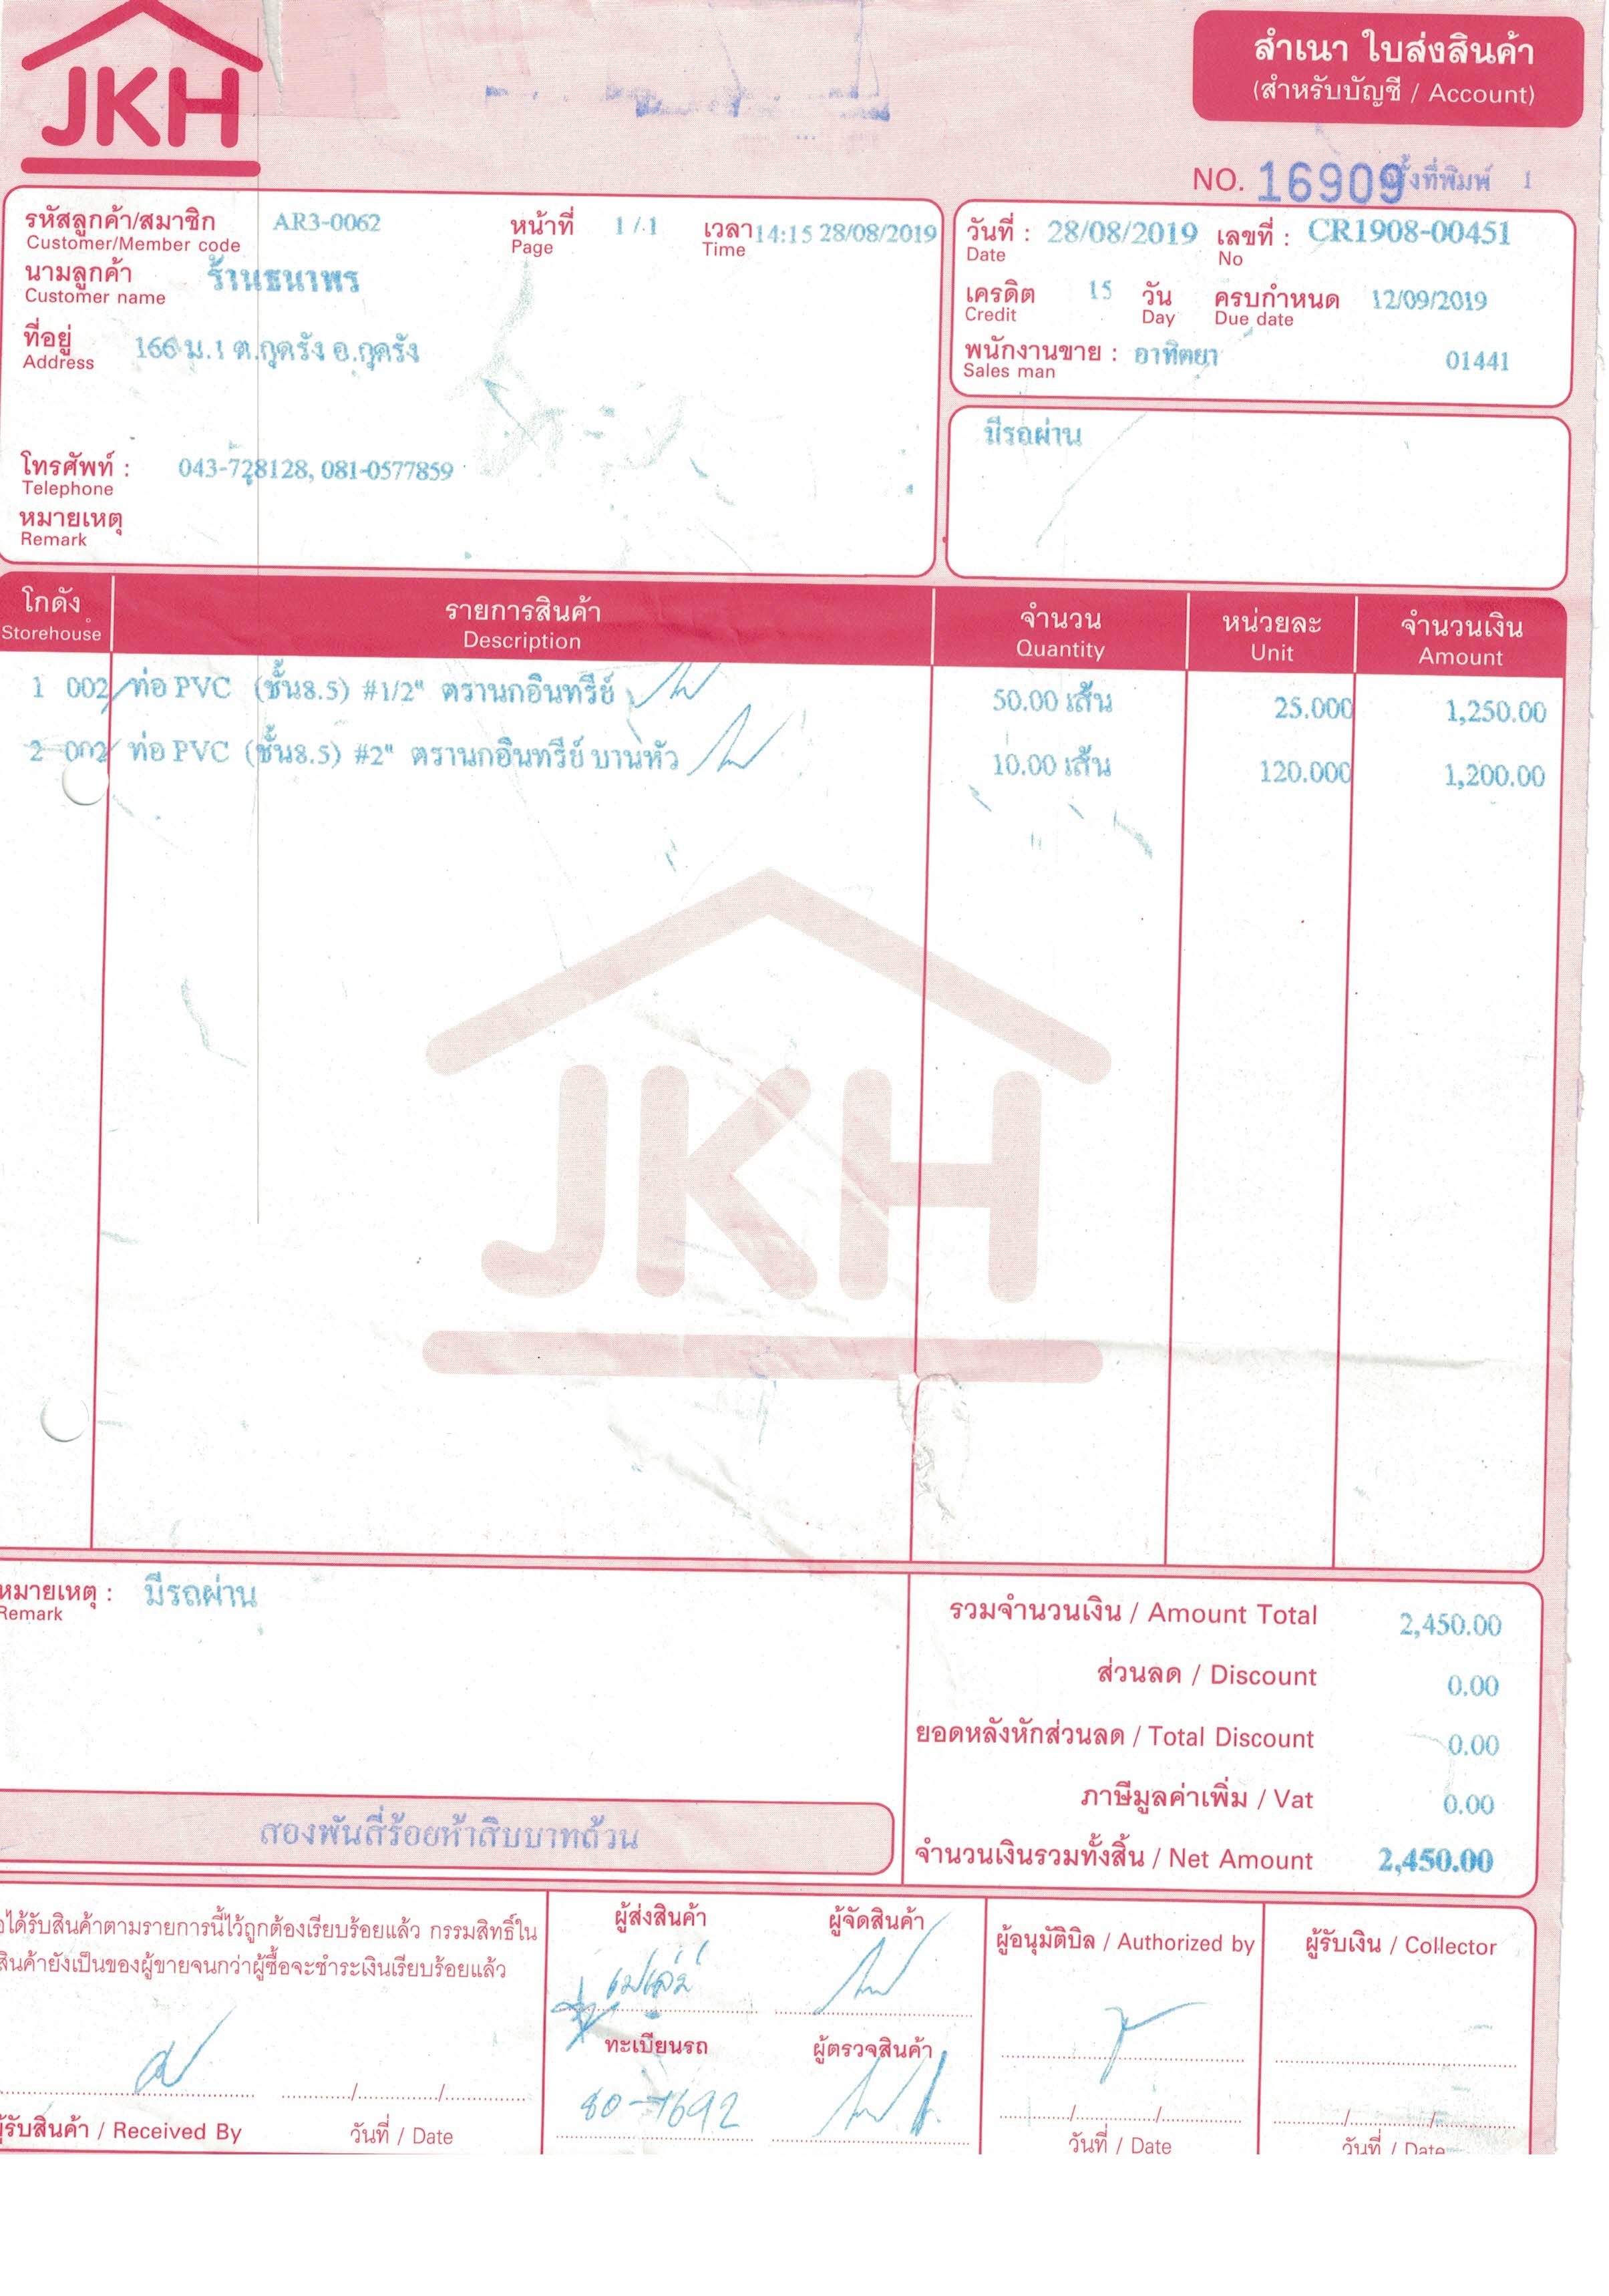 JKH
สำเนา ใบส่งสินค้า
(สำหรับบัญชี / Account)
NO. 16909 ั้งที่พิมพ์ 1
รหัสลูกค้า/สมาชิก AR3-0062 หน้าที่ 1 / 1 เวลา 14:15 28/08/2019
Customer/Member code Page Time
นามลูกค้า ร้านธนาพร
Customer name
ที่อยู่ 166 ม.1 ต.กุดรัง อ.กุดรัง
Address
โทรศัพท์ : 043-728128, 081-0577859
Telephone
หมายเหตุ
Remark
วันที่ : 28/08/2019 เลขที่ : CR1908-00451
Date No
เครดิต 15 วัน ครบกำหนด 12/09/2019
Credit Day Due date
พนักงานขาย : อาทิตยา 01441
Sales man
มีรถผ่าน
โกดัง รายการสินค้า จำนวน หน่วยละ จำนวนเงิน
Storehouse Description Quantity Unit Amount
1 002 ท่อ PVC (ชั้น8.5) #1/2" ตรานกอินทรีย์ 50.00 เส้น 25.000 1,250.00
2 002 ท่อ PVC (ชั้น8.5) #2" ตรานกอินทรีย์ บานหัว 10.00 เส้น 120.000 1,200.00
JKH
หมายเหตุ : มีรถผ่าน
Remark
รวมจำนวนเงิน / Amount Total 2,450.00
ส่วนลด / Discount 0.00
ยอดหลังหักส่วนลด / Total Discount 0.00
ภาษีมูลค่าเพิ่ม / Vat 0.00
สองพันสี่ร้อยห้าสิบบาทถ้วน
จำนวนเงินรวมทั้งสิ้น / Net Amount 2,450.00
ได้รับสินค้าตามรายการนี้ไว้ถูกต้องเรียบร้อยแล้ว กรรมสิทธิ์ใน
สินค้ายังเป็นของผู้ขายจนกว่าผู้ซื้อจะชำระเงินเรียบร้อยแล้ว
ผู้รับสินค้า / Received By วันที่ / Date
ผู้ส่งสินค้า ผู้จัดสินค้า
ทะเบียนรถ ผู้ตรวจสินค้า
80-7692
ผู้อนุมัติบิล / Authorized by
วันที่ / Date
ผู้รับเงิน / Collector
วันที่ / Date